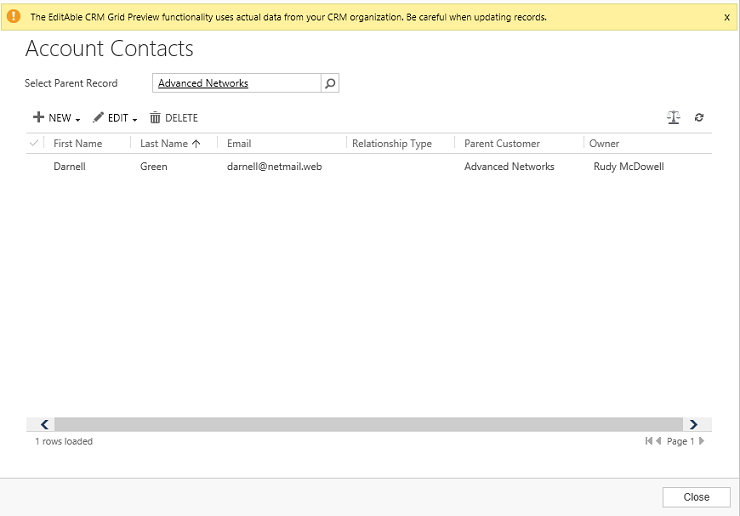 The EditAble CRM Grid Preview functionality uses actual data from your CRM organization. Be careful when updating records. x
Account Contacts
Select Parent Record Advanced Networks
NEW EDIT DELETE
First Name Last Name Email Relationship Type Parent Customer Owner
Darnell Green darnell@netmail.web Advanced Networks Rudy McDowell
1 rows loaded Page 1
Close